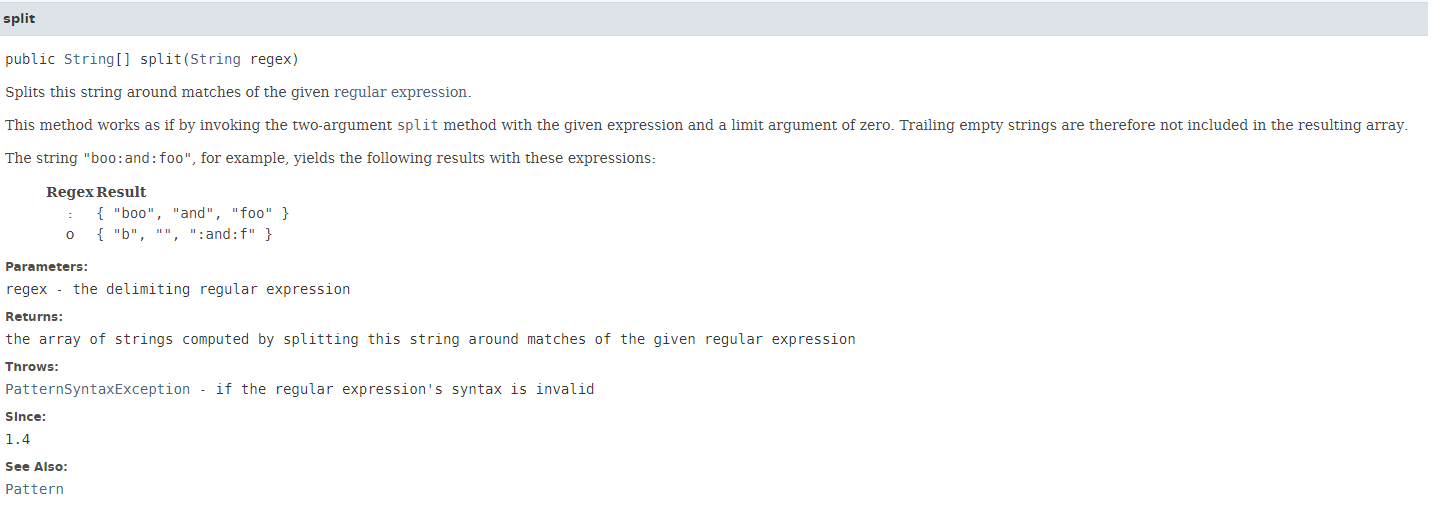 split
public String[] split(String regex)
Splits this string around matches of the given regular expression.
This method works as if by invoking the two-argument split method with the given expression and a limit argument of zero. Trailing empty strings are therefore not included in the resulting array.
The string "boo:and:foo", for example, yields the following results with these expressions:
Regex Result
: { "boo", "and", "foo" }
o { "b", "", ":and:f" }
Parameters:
regex - the delimiting regular expression
Returns:
the array of strings computed by splitting this string around matches of the given regular expression
Throws:
PatternSyntaxException - if the regular expression's syntax is invalid
Since:
1.4
See Also:
Pattern